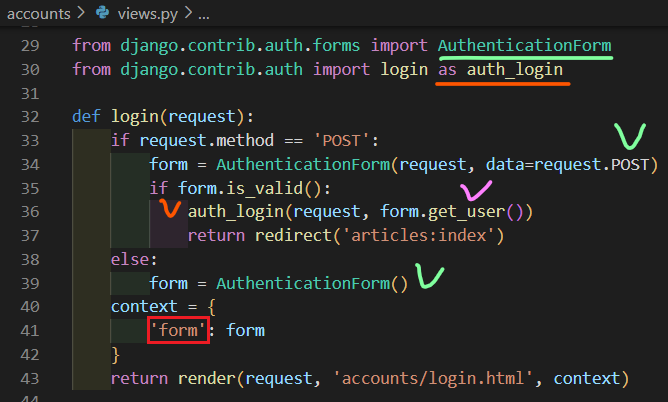 accounts > views.py > ...
29 from django.contrib.auth.forms import AuthenticationForm
30 from django.contrib.auth import login as auth_login
31
32 def login(request):
33     if request.method == 'POST':
34         form = AuthenticationForm(request, data=request.POST)
35         if form.is_valid():
36             auth_login(request, form.get_user())
37             return redirect('articles:index')
38     else:
39         form = AuthenticationForm()
40     context = {
41         'form': form
42     }
43     return render(request, 'accounts/login.html', context)